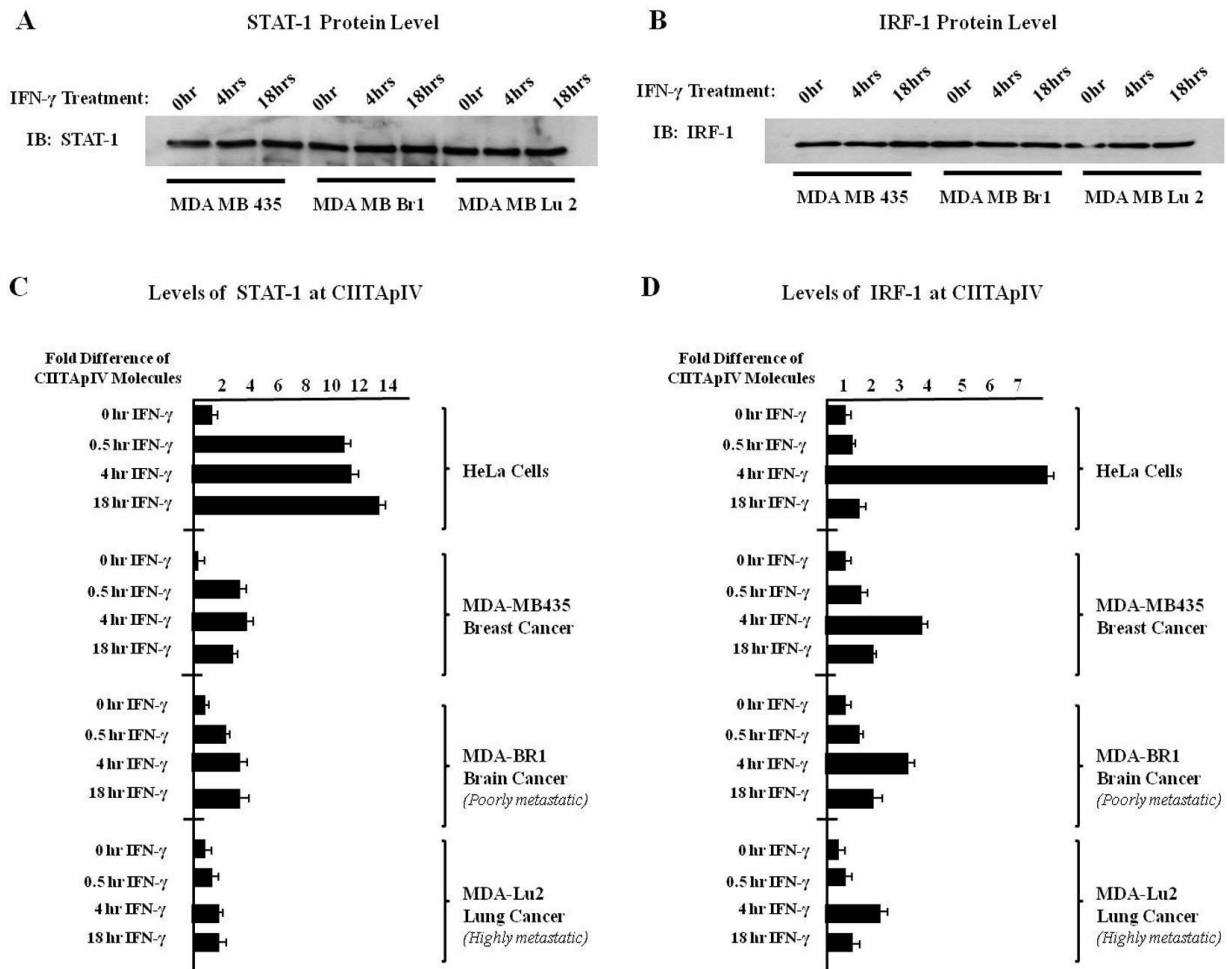 A
STAT-1 Protein Level
IFN-γ Treatment: 0hr 4hrs 18hrs 0hr 4hrs 18hrs 0hr 4hrs 18hrs
IB: STAT-1
MDA MB 435 MDA MB Br1 MDA MB Lu 2
B
IRF-1 Protein Level
IFN-γ Treatment: 0hr 4hrs 18hrs 0hr 4hrs 18hrs 0hr 4hrs 18hrs
IB: IRF-1
MDA MB 435 MDA MB Br1 MDA MB Lu 2
C
Levels of STAT-1 at CIITApIV
Fold Difference of
CIITApIV Molecules
2 4 6 8 10 12 14
0 hr IFN-γ
0.5 hr IFN-γ
4 hr IFN-γ
18 hr IFN-γ
HeLa Cells
0 hr IFN-γ
0.5 hr IFN-γ
4 hr IFN-γ
18 hr IFN-γ
MDA-MB435
Breast Cancer
0 hr IFN-γ
0.5 hr IFN-γ
4 hr IFN-γ
18 hr IFN-γ
MDA-BR1
Brain Cancer
(Poorly metastatic)
0 hr IFN-γ
0.5 hr IFN-γ
4 hr IFN-γ
18 hr IFN-γ
MDA-Lu2
Lung Cancer
(Highly metastatic)
D
Levels of IRF-1 at CIITApIV
Fold Difference of
CIITApIV Molecules
1 2 3 4 5 6 7
0 hr IFN-γ
0.5 hr IFN-γ
4 hr IFN-γ
18 hr IFN-γ
HeLa Cells
0 hr IFN-γ
0.5 hr IFN-γ
4 hr IFN-γ
18 hr IFN-γ
MDA-MB435
Breast Cancer
0 hr IFN-γ
0.5 hr IFN-γ
4 hr IFN-γ
18 hr IFN-γ
MDA-BR1
Brain Cancer
(Poorly metastatic)
0 hr IFN-γ
0.5 hr IFN-γ
4 hr IFN-γ
18 hr IFN-γ
MDA-Lu2
Lung Cancer
(Highly metastatic)